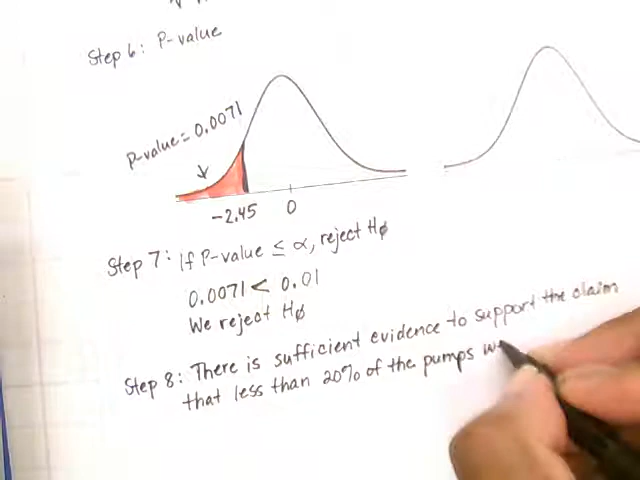 Step 6: P-value
P-value = 0.0071
-2.45 0
Step 7: If P-value ≤ α, reject HØ
0.0071 < 0.01
We reject HØ
Step 8: There is sufficient evidence to support the claim
that less than 20% of the pumps w